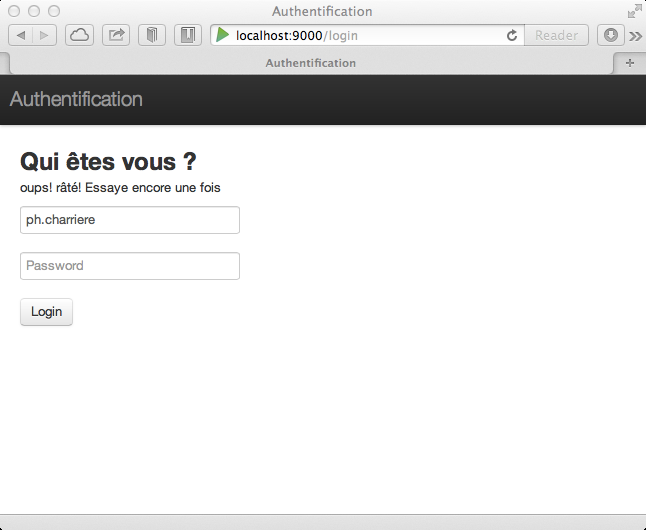 Authentification
localhost:9000/login
Reader
Authentification
Authentification
Qui êtes vous ?
oups! râté! Essaye encore une fois
ph.charriere
Password
Login